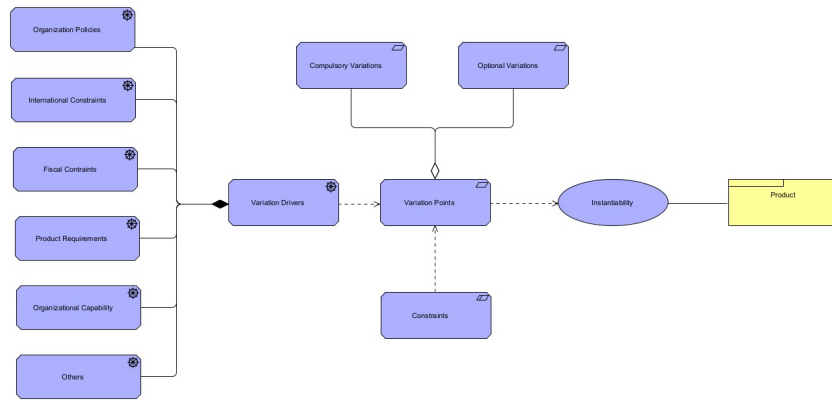 Organization Policies
International Constraints
Fiscal Contraints
Product Requirements
Organizational Capability
Others
Variation Drivers
Compulsory Variations
Optional Variations
Variation Points
Constraints
Instantiability
Product